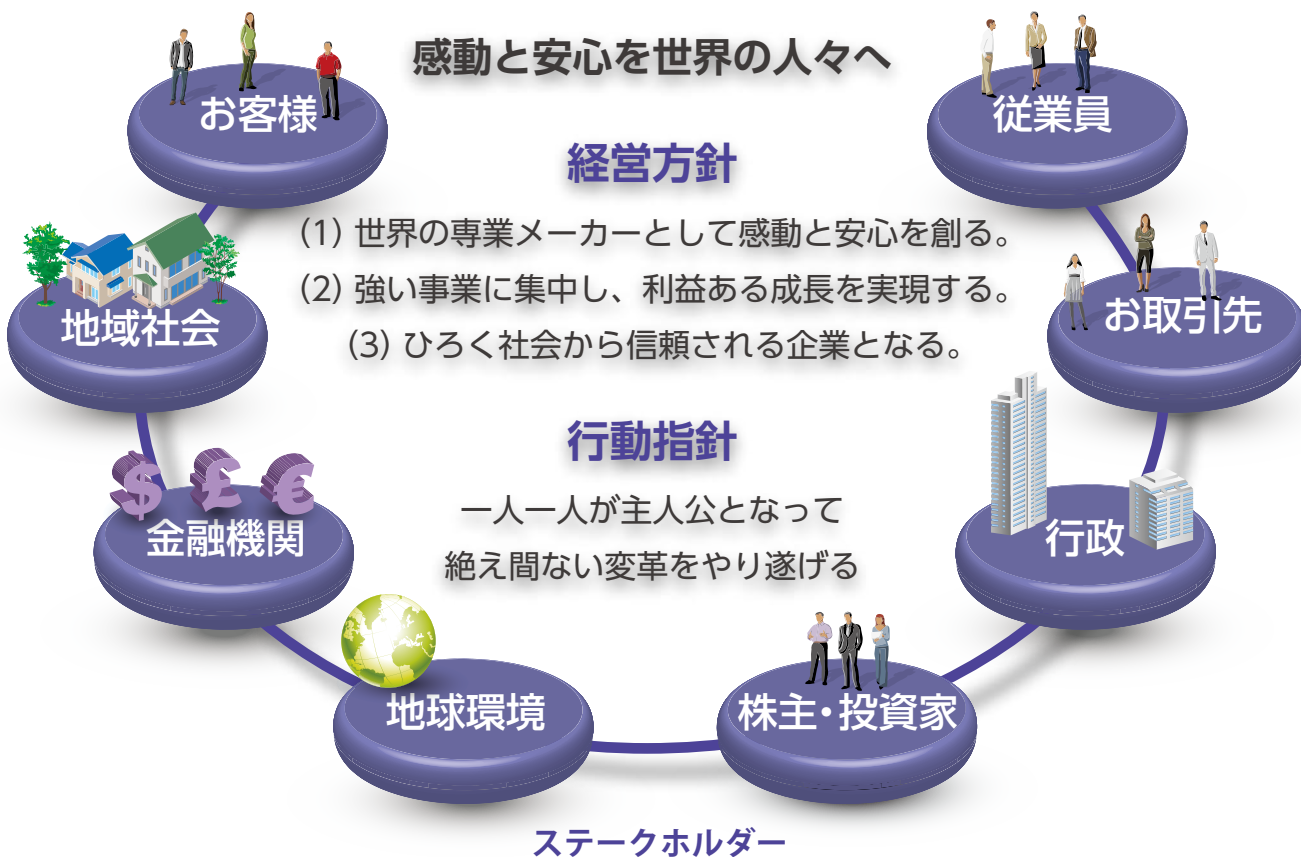 感動と安心を世界の人々へ
お客様
従業員
経営方針
(1) 世界の専業メーカーとして感動と安心を創る。
(2) 強い事業に集中し、利益ある成長を実現する。
(3) ひろく社会から信頼される企業となる。
地域社会
お取引先
行動指針
一人一人が主人公となって
絶え間ない変革をやり遂げる
$ £ €
金融機関
行政
地球環境
株主・投資家
ステークホルダー